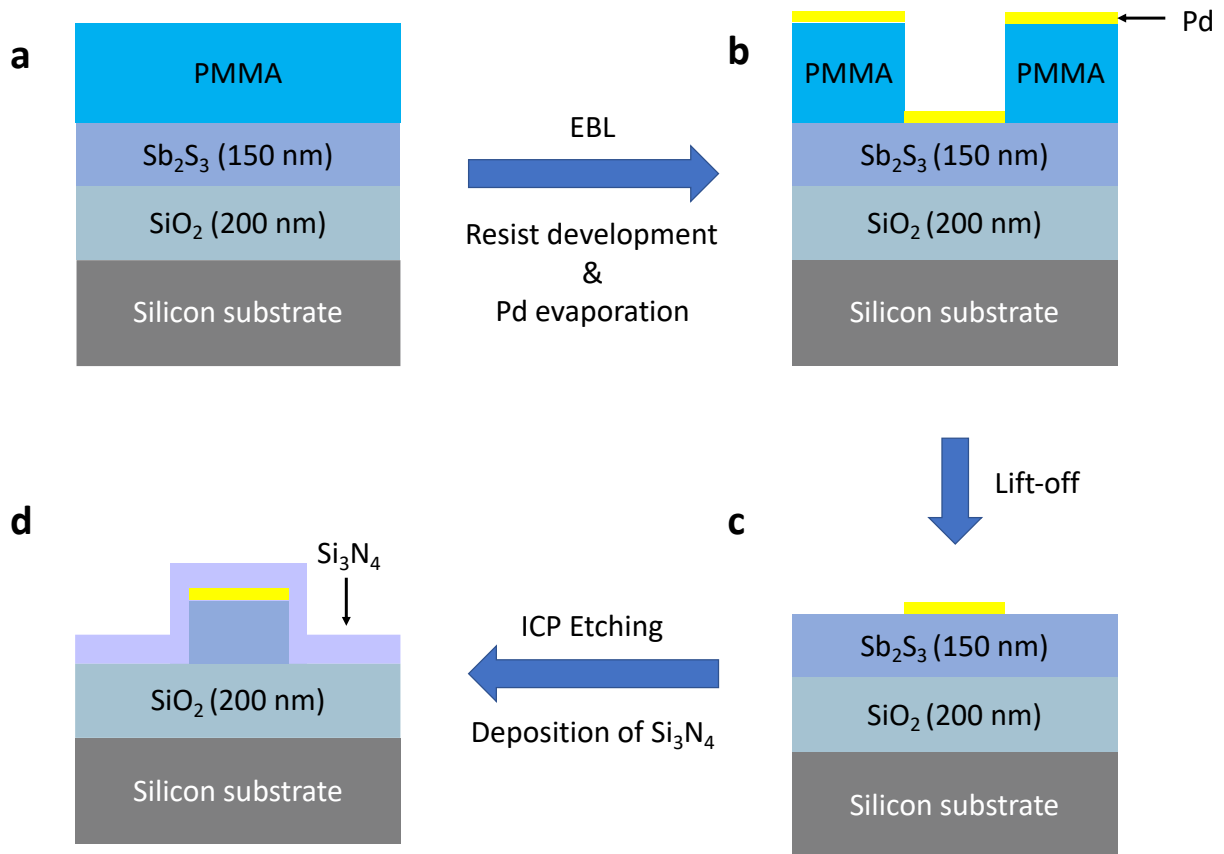 a
PMMA
Sb₂S₃ (150 nm)
SiO₂ (200 nm)
Silicon substrate
EBL
Resist development
&
Pd evaporation
b
Pd
PMMA PMMA
Sb₂S₃ (150 nm)
SiO₂ (200 nm)
Silicon substrate
Lift-off
c
Sb₂S₃ (150 nm)
SiO₂ (200 nm)
Silicon substrate
ICP Etching
Deposition of Si₃N₄
d
Si₃N₄
SiO₂ (200 nm)
Silicon substrate